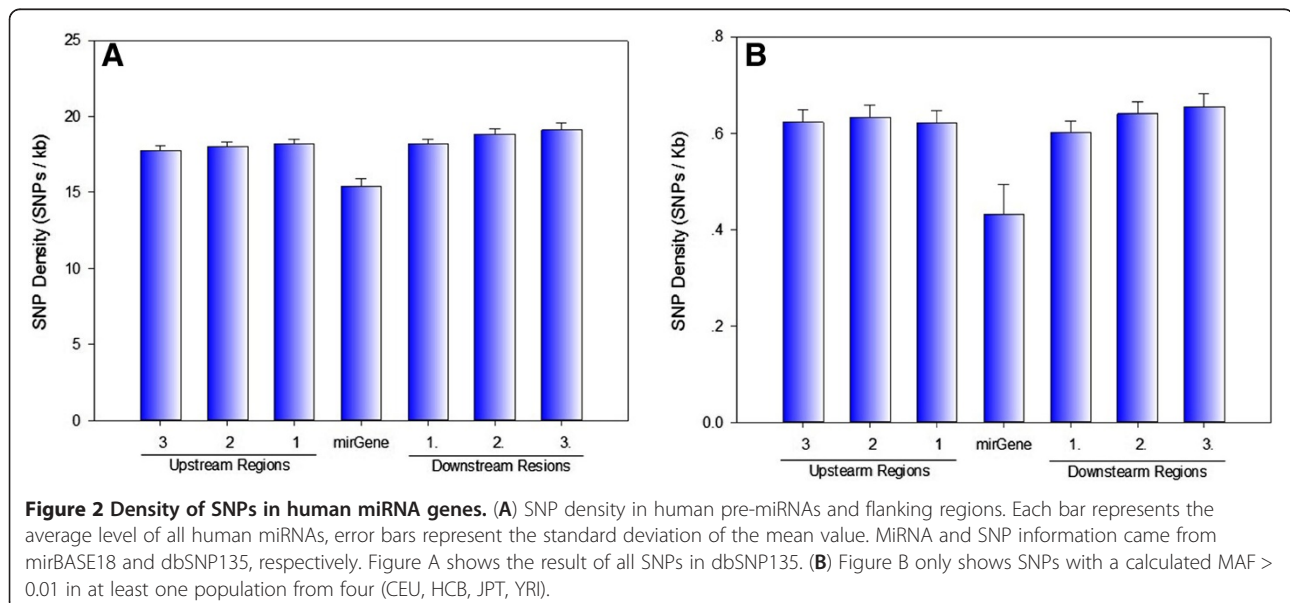 A
SNP Density (SNPs / kb)
25
20
15
10
5
0
3 2 1 mirGene 1. 2. 3.
Upstream Regions Downstream Resions
B
SNP Density (SNPs / Kb)
.8
.6
.4
.2
0.0
3 2 1 mirGene 1. 2. 3.
Upstearm Regions Downstearm Regions
Figure 2 Density of SNPs in human miRNA genes. (A) SNP density in human pre-miRNAs and flanking regions. Each bar represents the
average level of all human miRNAs, error bars represent the standard deviation of the mean value. MiRNA and SNP information came from
mirBASE18 and dbSNP135, respectively. Figure A shows the result of all SNPs in dbSNP135. (B) Figure B only shows SNPs with a calculated MAF >
0.01 in at least one population from four (CEU, HCB, JPT, YRI).